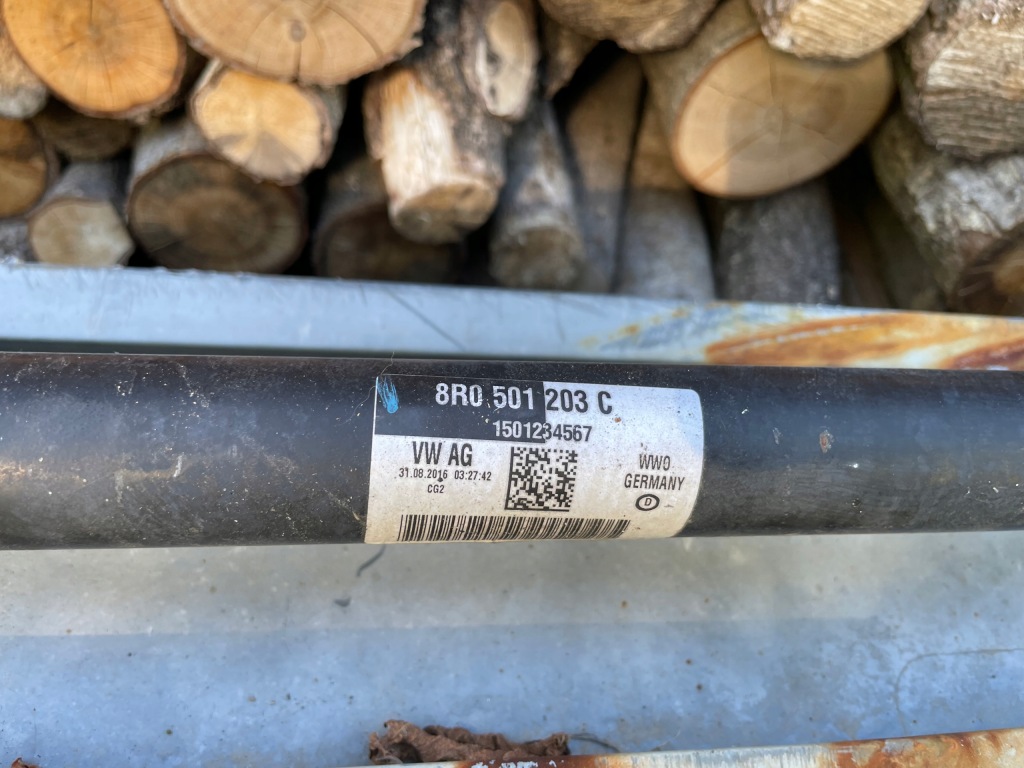 8R0 501 203 C
1501234567
VW AG
31.08.2016 03:27:42
CG2
WWO
GERMANY
D